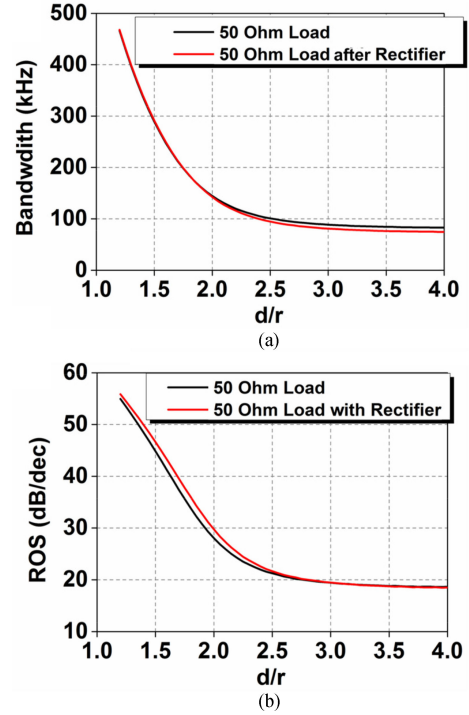 500
400
300
200
100
0
Bandwdith (kHz)
50 Ohm Load
50 Ohm Load after Rectifier
1.0 1.5 2.0 2.5 3.0 3.5 4.0
d/r
(a)
60
50
40
30
20
10
ROS (dB/dec)
50 Ohm Load
50 Ohm Load with Rectifier
1.0 1.5 2.0 2.5 3.0 3.5 4.0
d/r
(b)